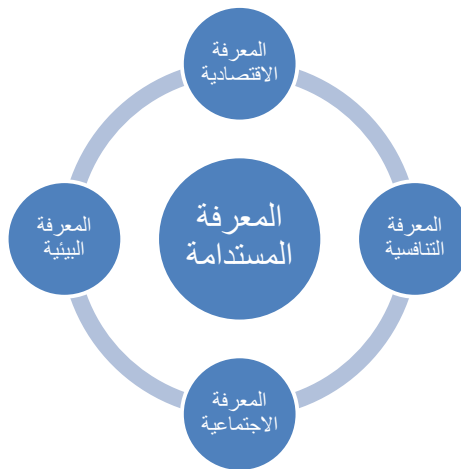 المعرفة
الاقتصادية
المعرفة
التنافسية
المعرفة
المستدامة
المعرفة
البيئية
المعرفة
الاجتماعية